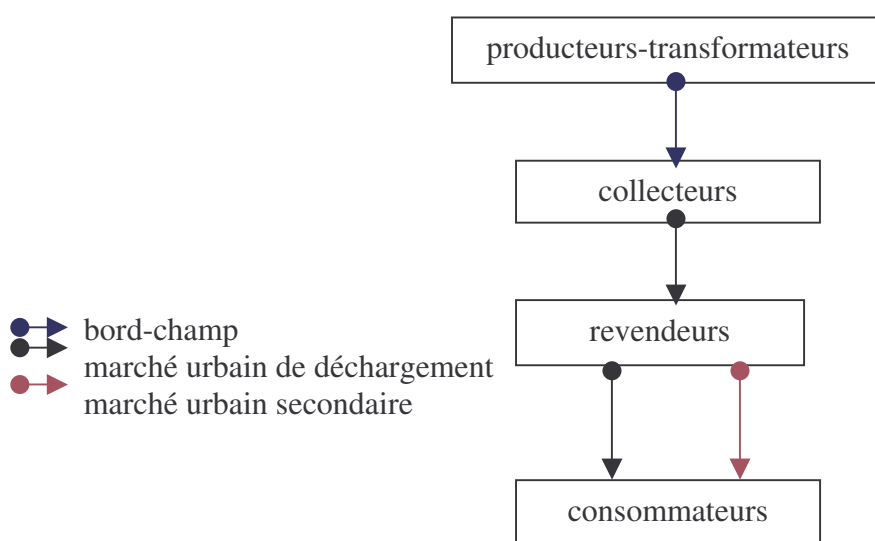 producteurs-transformateurs
collecteurs
revendeurs
bord-champ
marché urbain de déchargement
marché urbain secondaire
consommateurs